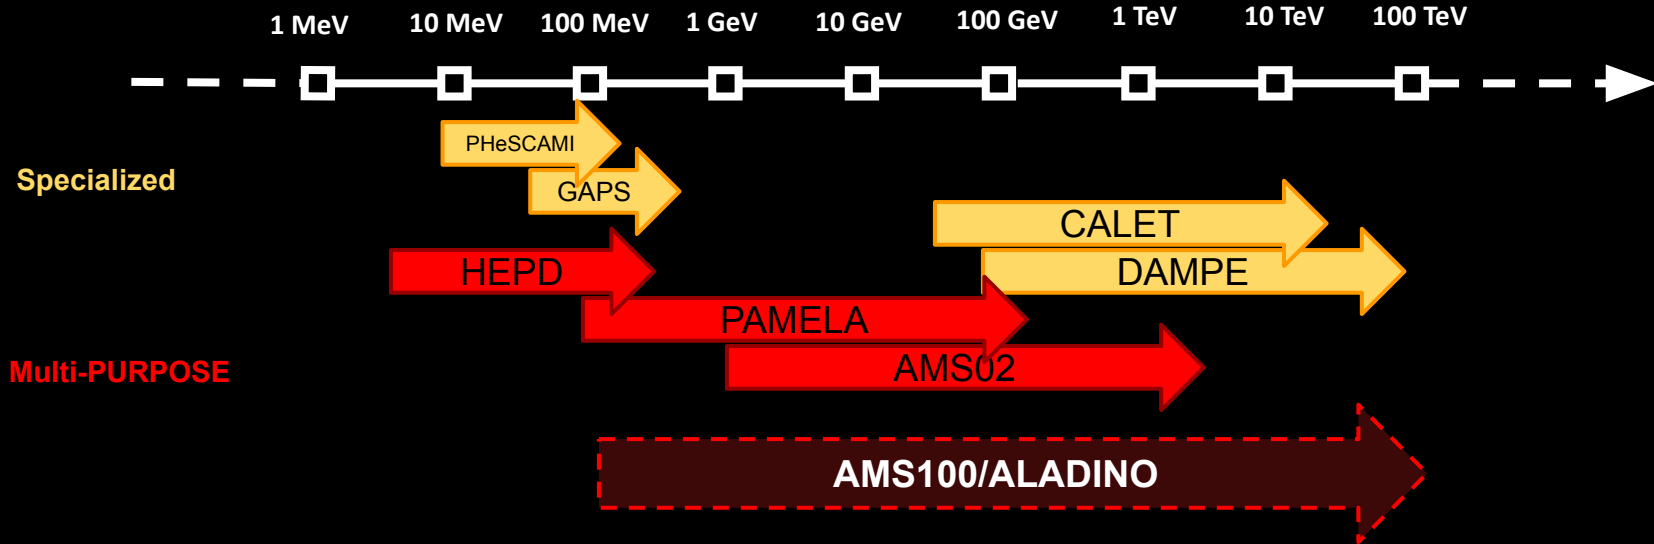 1 MeV 10 MeV 100 MeV 1 GeV 10 GeV 100 GeV 1 TeV 10 TeV 100 TeV
PHeSCAMI
Specialized
GAPS
CALET
HEPD
DAMPE
PAMELA
Multi-PURPOSE
AMS02
AMS100/ALADINO